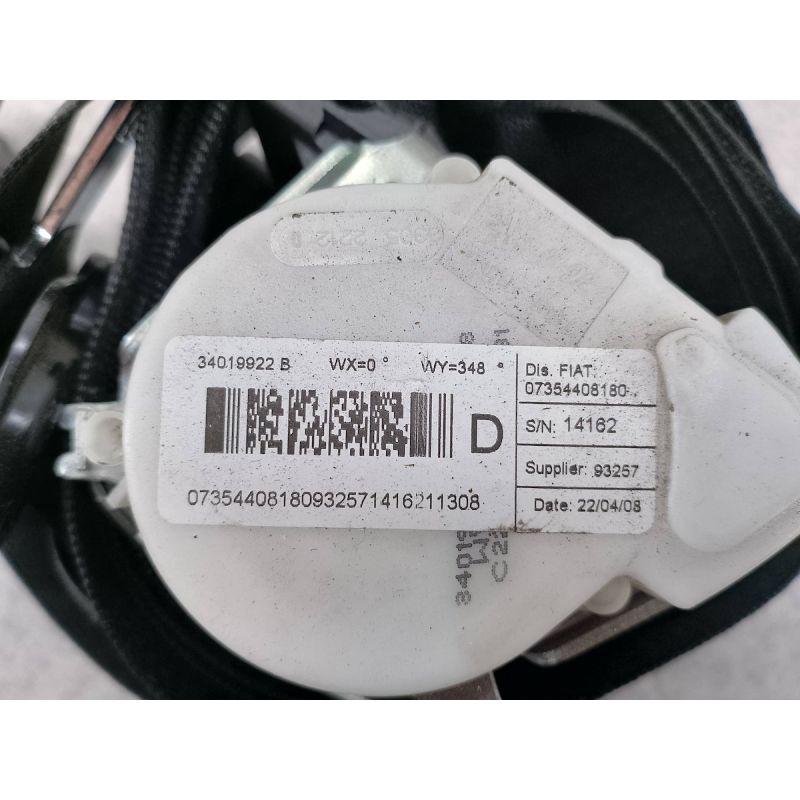 34019922 B WX=0 ° WY=348 °
D
07354408180932571416211308
Dis. FIAT:
07354408180
S/N: 14162
Supplier: 93257
Date: 22/04/08